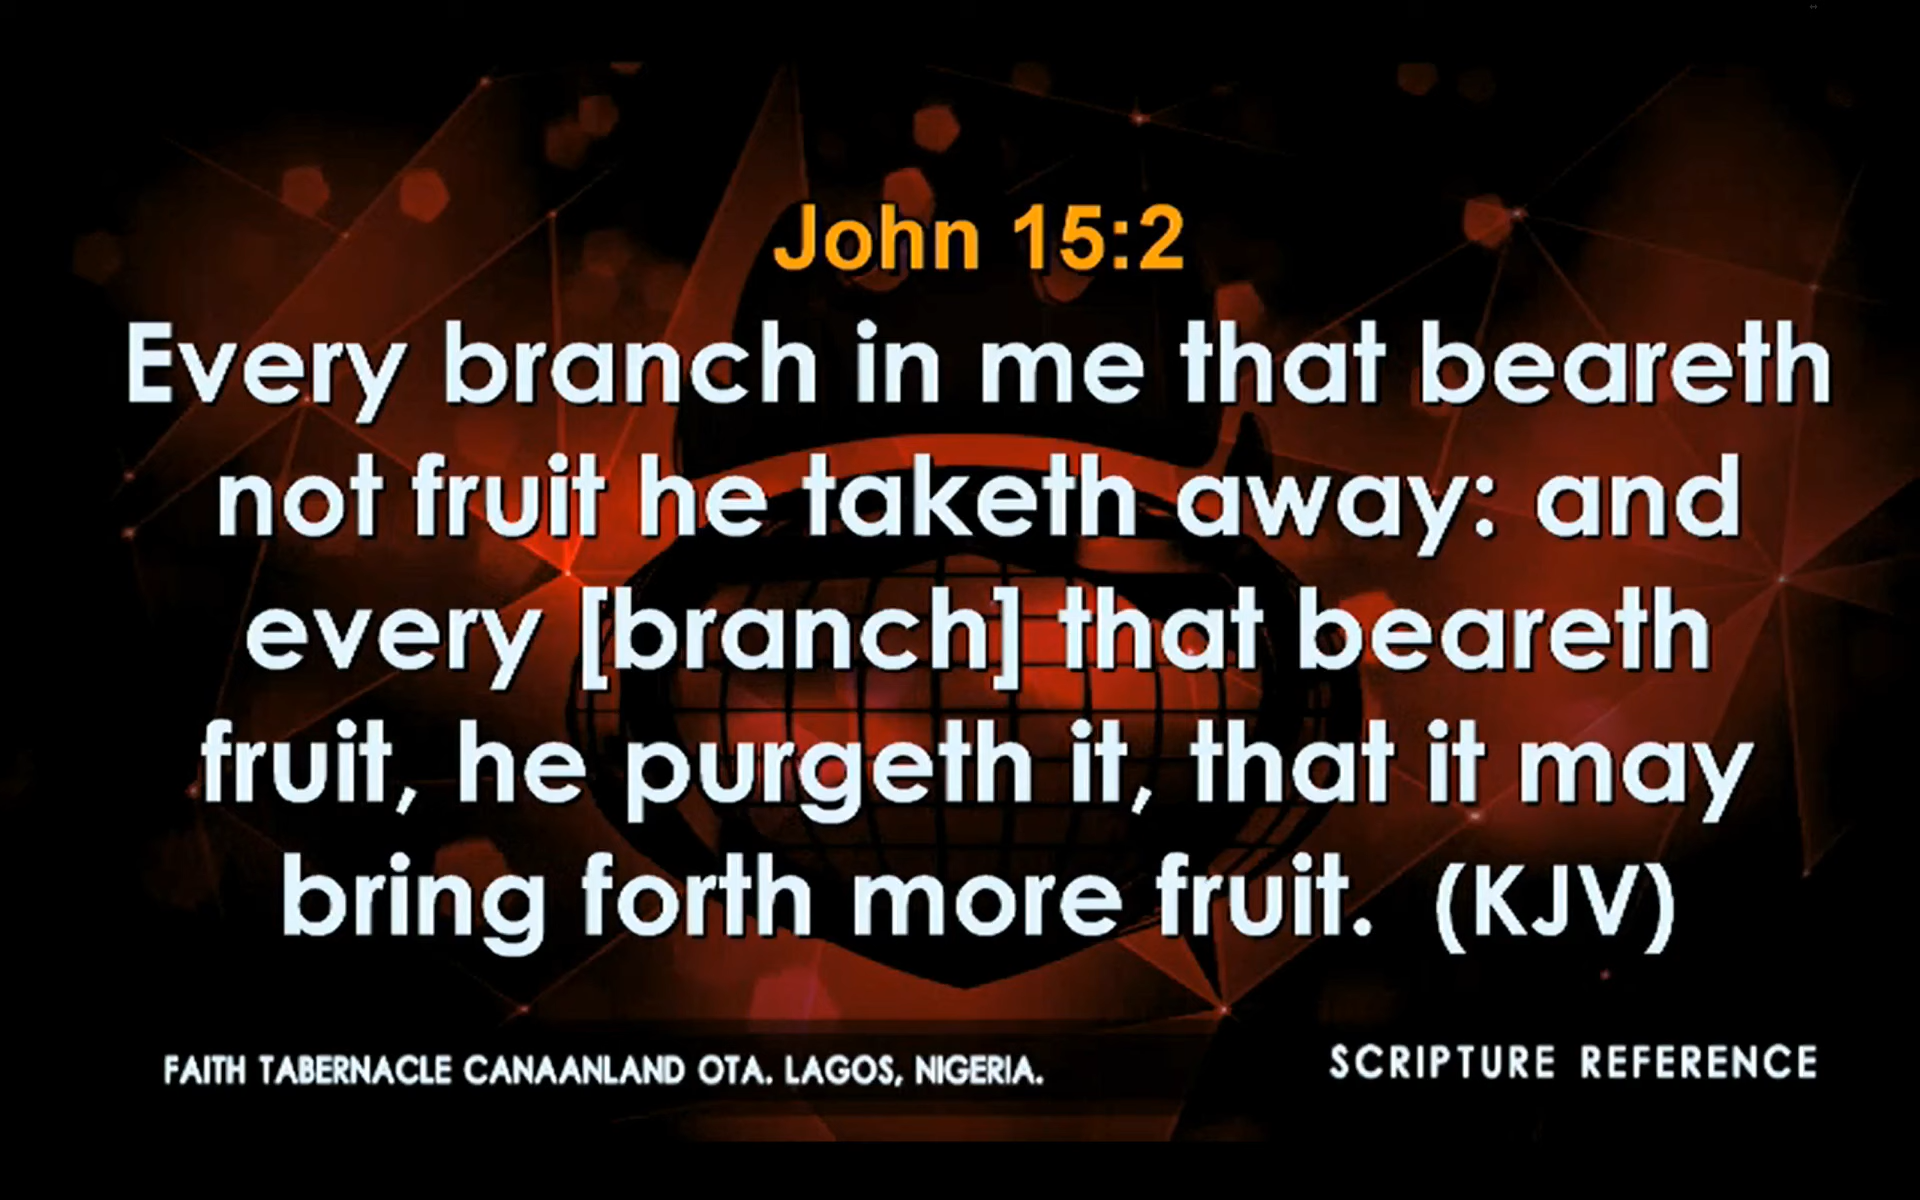 John 15:2
Every branch in me that beareth
not fruit he taketh away: and
every [branch] that beareth
fruit, he purgeth it, that it may
bring forth more fruit. (KJV)
FAITH TABERNACLE CANAANLAND OTA. LAGOS, NIGERIA.
SCRIPTURE REFERENCE